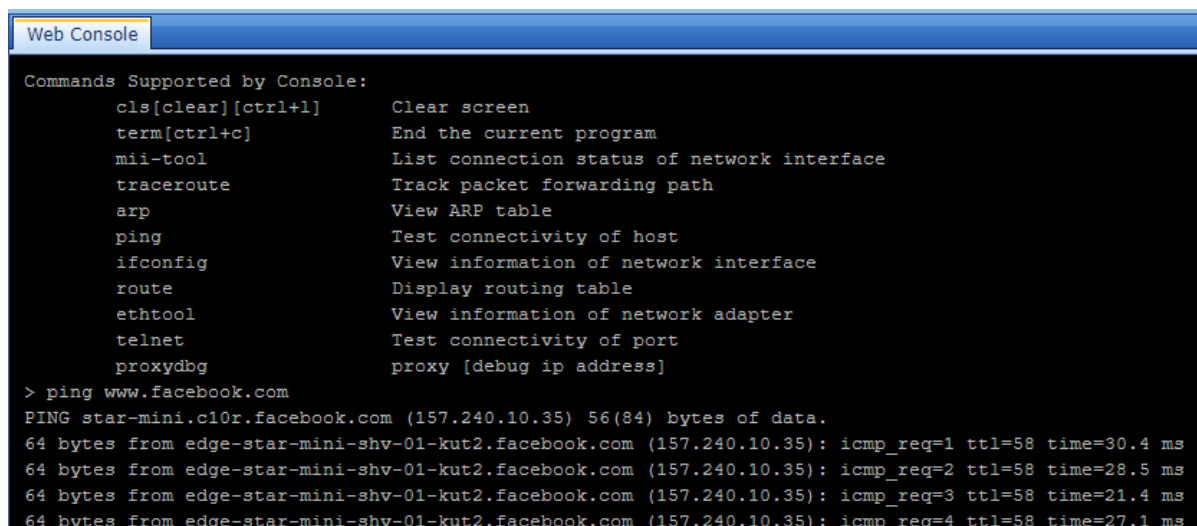 Web Console
Commands Supported by Console:
cls[clear][ctrl+l] Clear screen
term[ctrl+c] End the current program
mii-tool List connection status of network interface
traceroute Track packet forwarding path
arp View ARP table
ping Test connectivity of host
ifconfig View information of network interface
route Display routing table
ethtool View information of network adapter
telnet Test connectivity of port
proxydbg proxy [debug ip address]
> ping www.facebook.com
PING star-mini.c10r.facebook.com (157.240.10.35) 56(84) bytes of data.
64 bytes from edge-star-mini-shv-01-kut2.facebook.com (157.240.10.35): icmp_req=1 ttl=58 time=30.4 ms
64 bytes from edge-star-mini-shv-01-kut2.facebook.com (157.240.10.35): icmp_req=2 ttl=58 time=28.5 ms
64 bytes from edge-star-mini-shv-01-kut2.facebook.com (157.240.10.35): icmp_req=3 ttl=58 time=21.4 ms
64 bytes from edge-star-mini-shv-01-kut2.facebook.com (157.240.10.35): icmp_req=4 ttl=58 time=27.1 ms